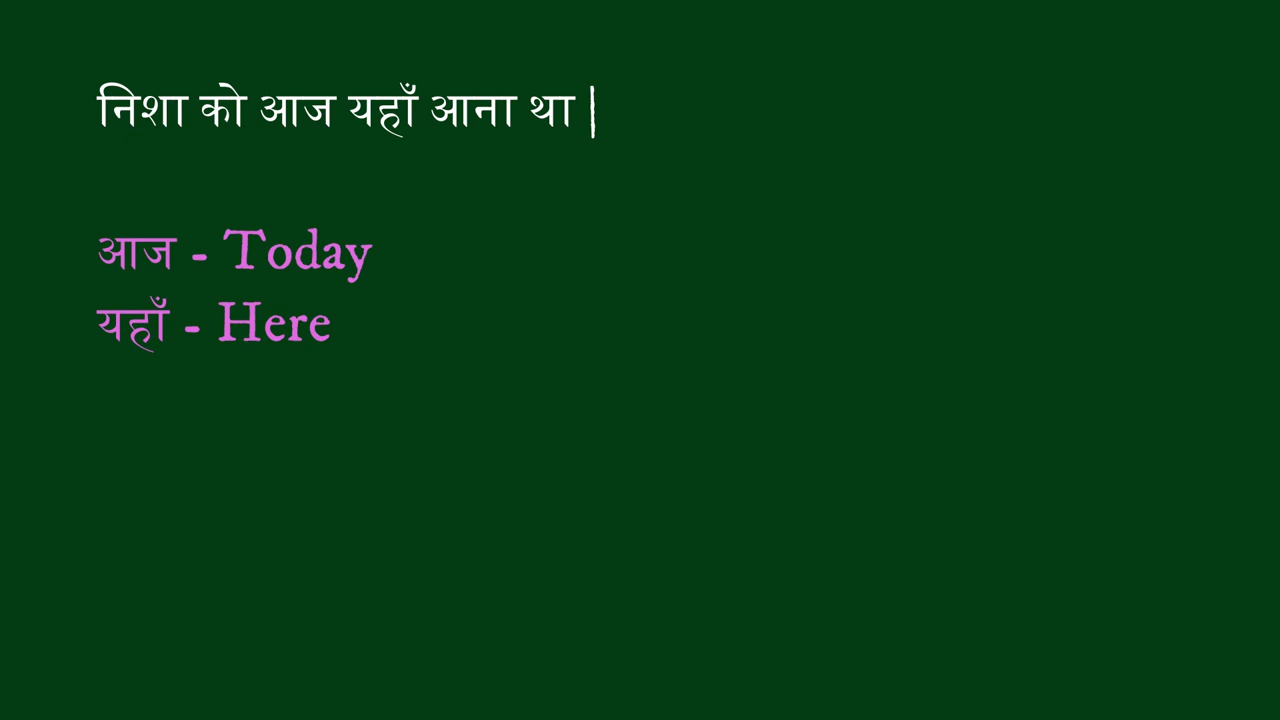 निशा को आज यहाँ आना था |
आज - Today
यहाँ - Here